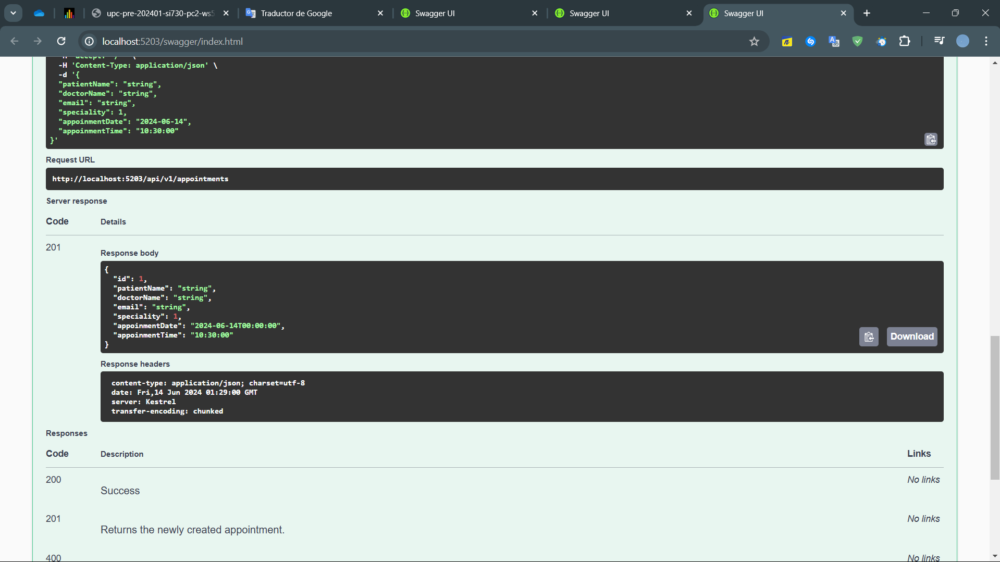 upc-pre-202401-si730-pc2-ws5
Traductor de Google
Swagger UI
Swagger UI
Swagger UI
localhost:5203/swagger/index.html
-H 'Content-Type: application/json' \
-d '{
"patientName": "string",
"doctorName": "string",
"email": "string",
"speciality": 1,
"appoinmentDate": "2024-06-14",
"appoinmentTime": "10:30:00"
}'
Request URL
http://localhost:5203/api/v1/appointments
Server response
Code Details
201
Response body
{
"id": 1,
"patientName": "string",
"doctorName": "string",
"email": "string",
"speciality": 1,
"appoinmentDate": "2024-06-14T00:00:00",
"appoinmentTime": "10:30:00"
}
Download
Response headers
content-type: application/json; charset=utf-8
date: Fri,14 Jun 2024 01:29:00 GMT
server: Kestrel
transfer-encoding: chunked
Responses
Code Description Links
200 No links
Success
201 No links
Returns the newly created appointment.
400 No links